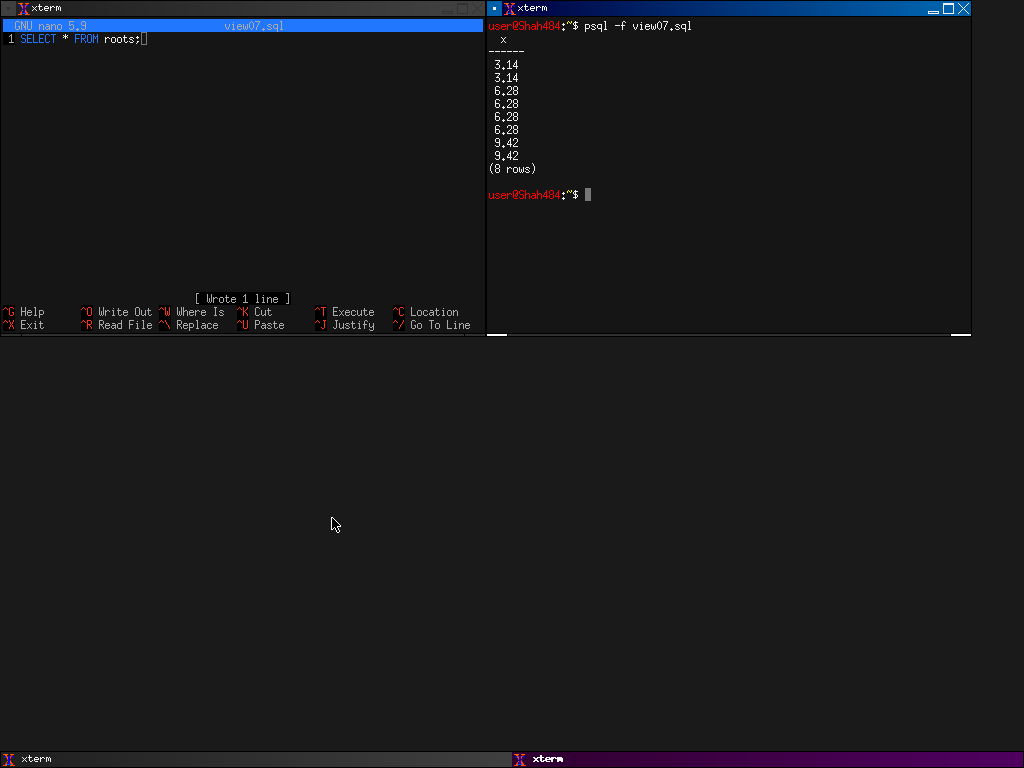 xterm
GNU nano 5.9 view07.sql
1 SELECT * FROM roots;
[ Wrote 1 line ]
^G Help ^O Write Out ^W Where Is ^K Cut ^T Execute ^C Location
^X Exit ^R Read File ^\ Replace ^U Paste ^J Justify ^/ Go To Line
xterm
user@Shah484:~$ psql -f view07.sql
x
------
3.14
3.14
6.28
6.28
6.28
6.28
9.42
9.42
(8 rows)
user@Shah484:~$
xterm
xterm